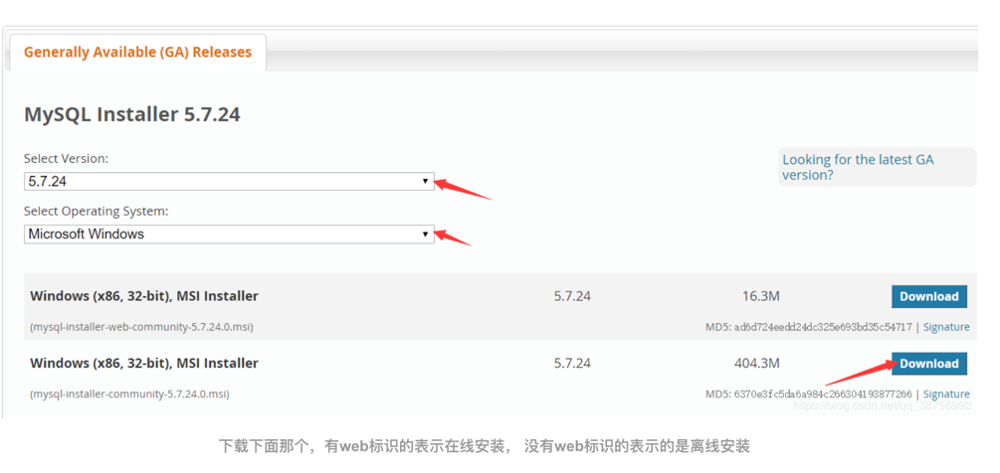 Generally Available (GA) Releases
MySQL Installer 5.7.24
Select Version:
5.7.24
Looking for the latest GA
version?
Select Operating System:
Microsoft Windows
Windows (x86, 32-bit), MSI Installer 5.7.24 16.3M Download
(mysql-installer-web-community-5.7.24.0.msi) MD5: ad6d724eedd24dc325e693bd35c54717 | Signature
Windows (x86, 32-bit), MSI Installer 5.7.24 404.3M Download
(mysql-installer-community-5.7.24.0.msi) MD5: 6370e3fc5da6a984c266304193877266 | Signature
https://blog.csdn.net/qq_36756992
下载下面那个，有web标识的表示在线安装， 没有web标识的表示的是离线安装